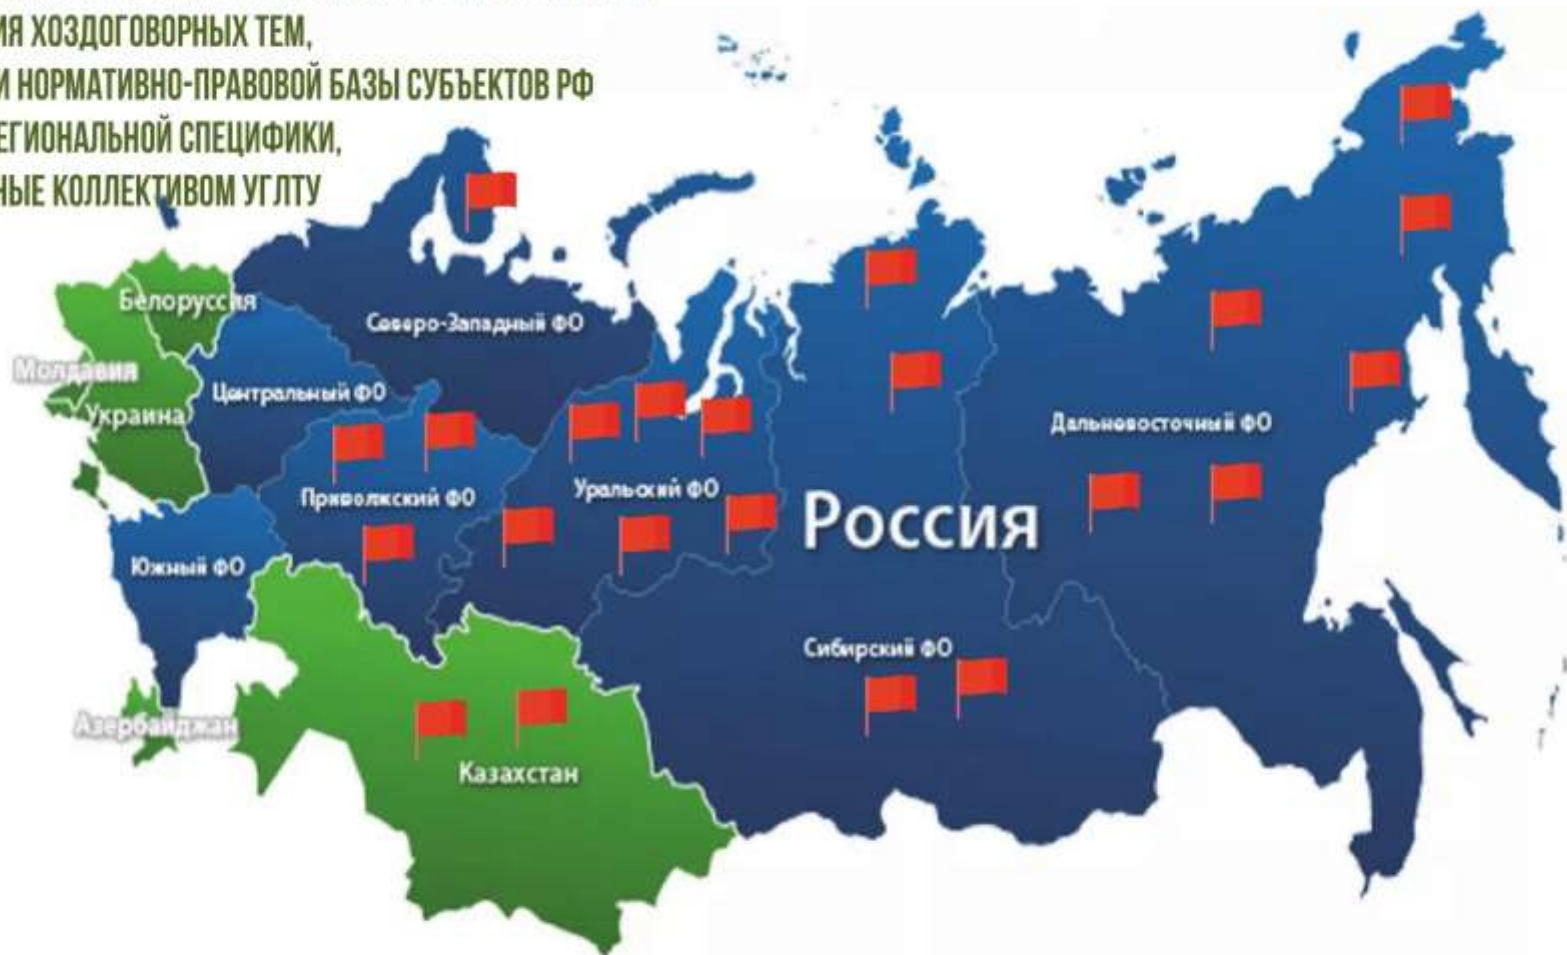 ИЯ ХОЗДОГОВОРНЫХ ТЕМ,
И НОРМАТИВНО-ПРАВОВОЙ БАЗЫ СУБЪЕКТОВ РФ
ЕГИОНАЛЬНОЙ СПЕЦИФИКИ,
НЫЕ КОЛЛЕКТИВОМ УГЛТУ
Белоруссия
Северо-Западный ФО
Молдавия
Центральный ФО
Украина
Дальневосточный ФО
Приволжский ФО
Уральский ФО
Россия
Южный ФО
Сибирский ФО
Азербайджан
Казахстан